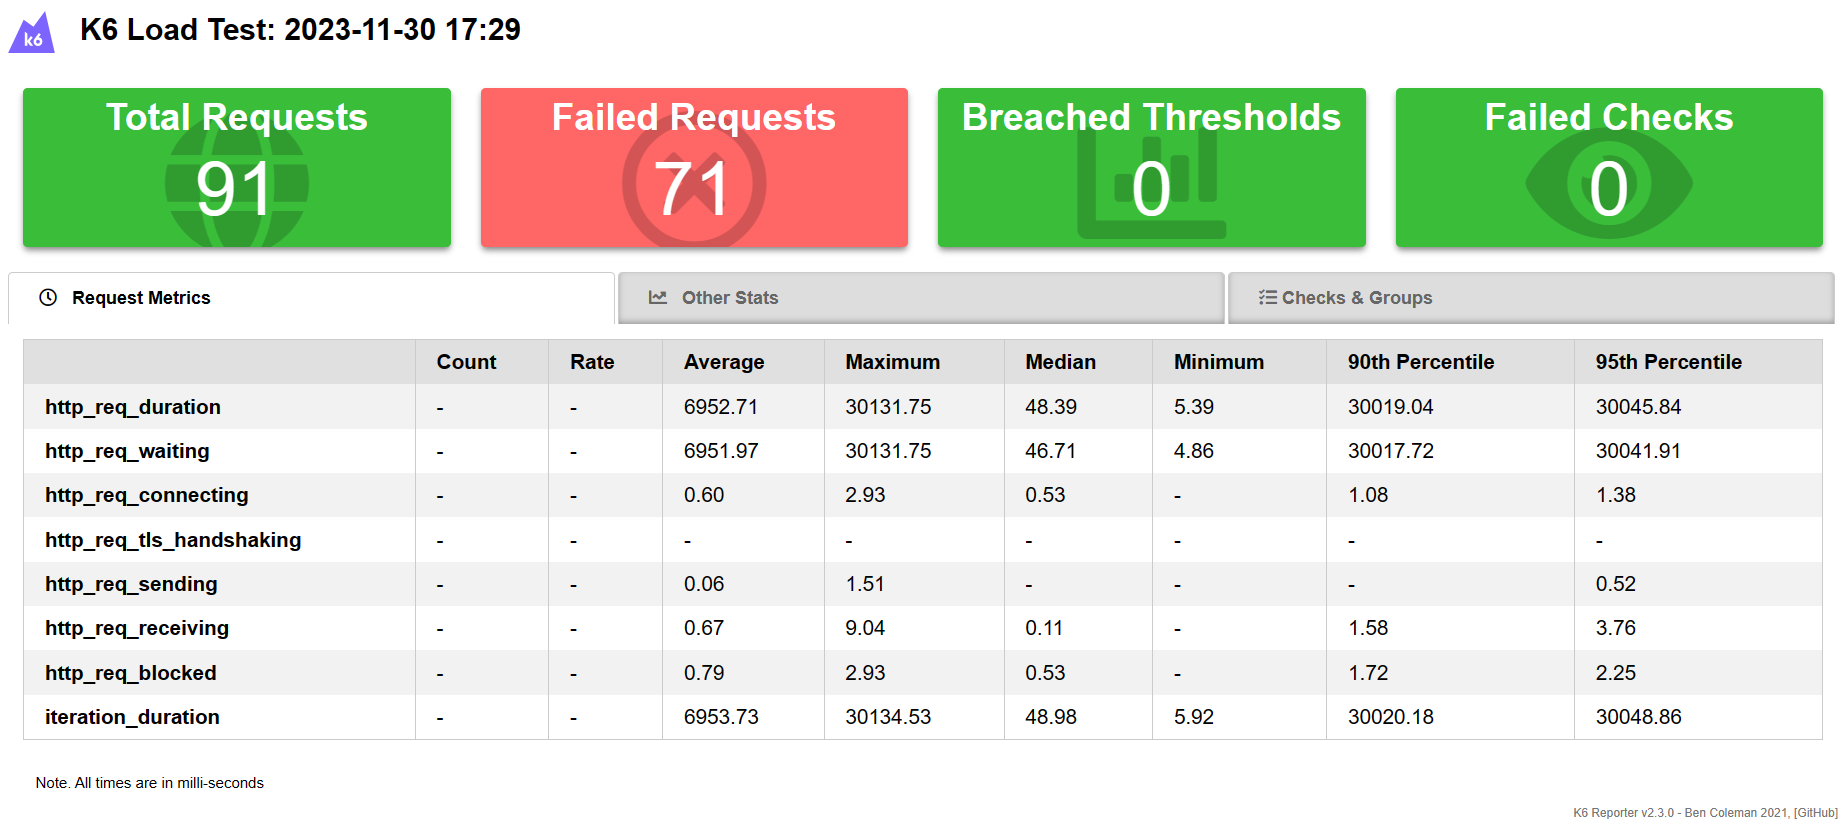 k6
K6 Load Test: 2023-11-30 17:29
Total Requests
91
Failed Requests
71
Breached Thresholds
0
Failed Checks
0
Request Metrics
Other Stats
Checks & Groups
Count Rate Average Maximum Median Minimum 90th Percentile 95th Percentile
http_req_duration - - 6952.71 30131.75 48.39 5.39 30019.04 30045.84
http_req_waiting - - 6951.97 30131.75 46.71 4.86 30017.72 30041.91
http_req_connecting - - 0.60 2.93 0.53 - 1.08 1.38
http_req_tls_handshaking - - - - - - - -
http_req_sending - - 0.06 1.51 - - - 0.52
http_req_receiving - - 0.67 9.04 0.11 - 1.58 3.76
http_req_blocked - - 0.79 2.93 0.53 - 1.72 2.25
iteration_duration - - 6953.73 30134.53 48.98 5.92 30020.18 30048.86
Note. All times are in milli-seconds
K6 Reporter v2.3.0 - Ben Coleman 2021, [GitHub]